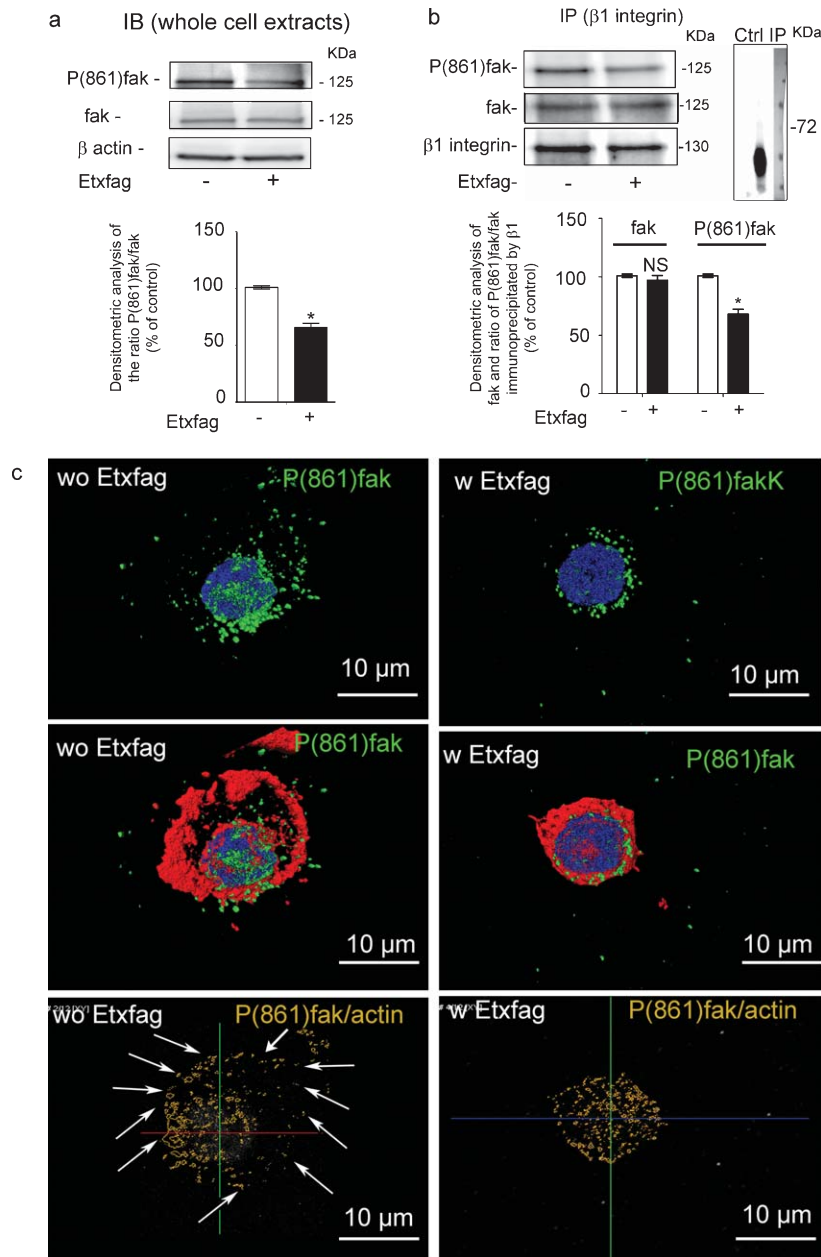 a
IB (whole cell extracts)
KDa
P(861)fak -
- 125
fak -
- 125
β actin -
Etxfag
- +
Densitometric analysis of
the ratio P(861)fak/fak
(% of control)
150
100
50
0
*
Etxfag
- +
b
IP (β1 integrin)
KDa
Ctrl IP
KDa
P(861)fak-
-125
fak-
-125
-72
β1 integrin-
-130
Etxfag-
- +
Densitometric analysis of
fak and ratio of P(861)fak/fak
immunoprecipitated by β1
(% of control)
150
100
50
0
fak
P(861)fak
NS
*
Etxfag
- + - +
c
wo Etxfag
P(861)fak
10 µm
w Etxfag
P(861)fakK
10 µm
wo Etxfag
P(861)fak
10 µm
w Etxfag
P(861)fak
10 µm
wo Etxfag
P(861)fak/actin
10 µm
w Etxfag
P(861)fak/actin
10 µm